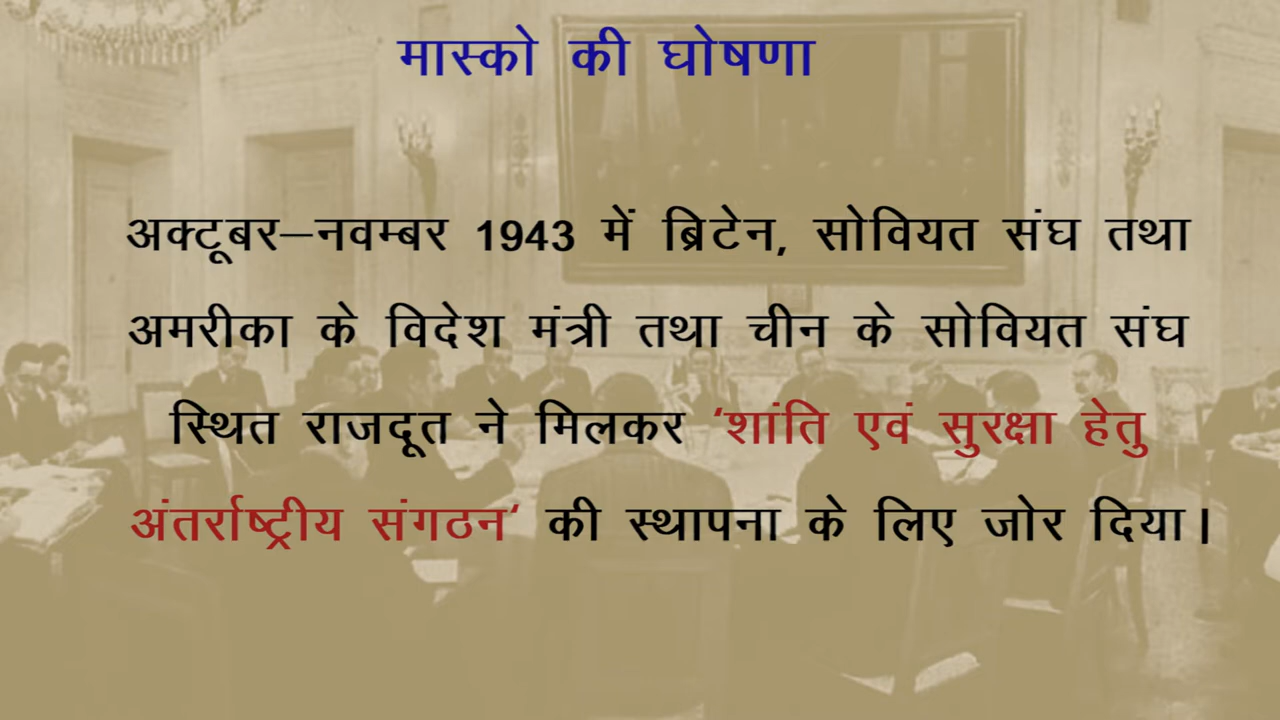 मास्को की घोषणा
अक्टूबर–नवम्बर 1943 में ब्रिटेन, सोवियत संघ तथा
अमरीका के विदेश मंत्री तथा चीन के सोवियत संघ
स्थित राजदूत ने मिलकर ‘शांति एवं सुरक्षा हेतु
अंतर्राष्ट्रीय संगठन’ की स्थापना के लिए जोर दिया।